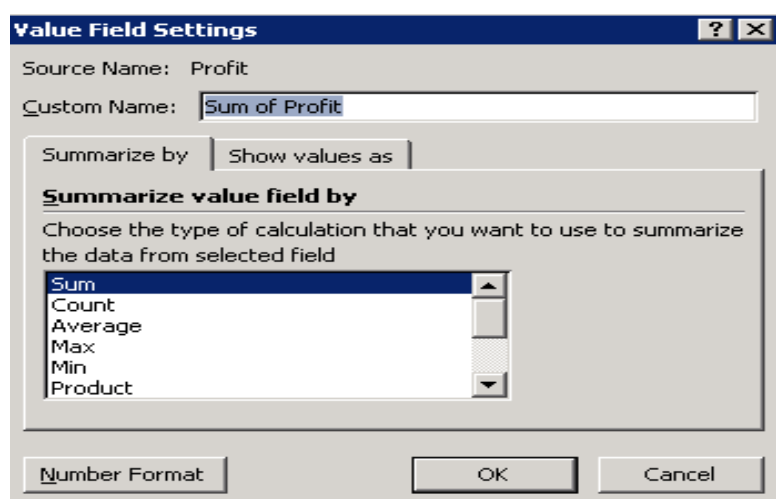 Value Field Settings
Source Name: Profit
Custom Name: Sum of Profit
Summarize by Show values as
Summarize value field by
Choose the type of calculation that you want to use to summarize
the data from selected field
Sum
Count
Average
Max
Min
Product
Number Format OK Cancel